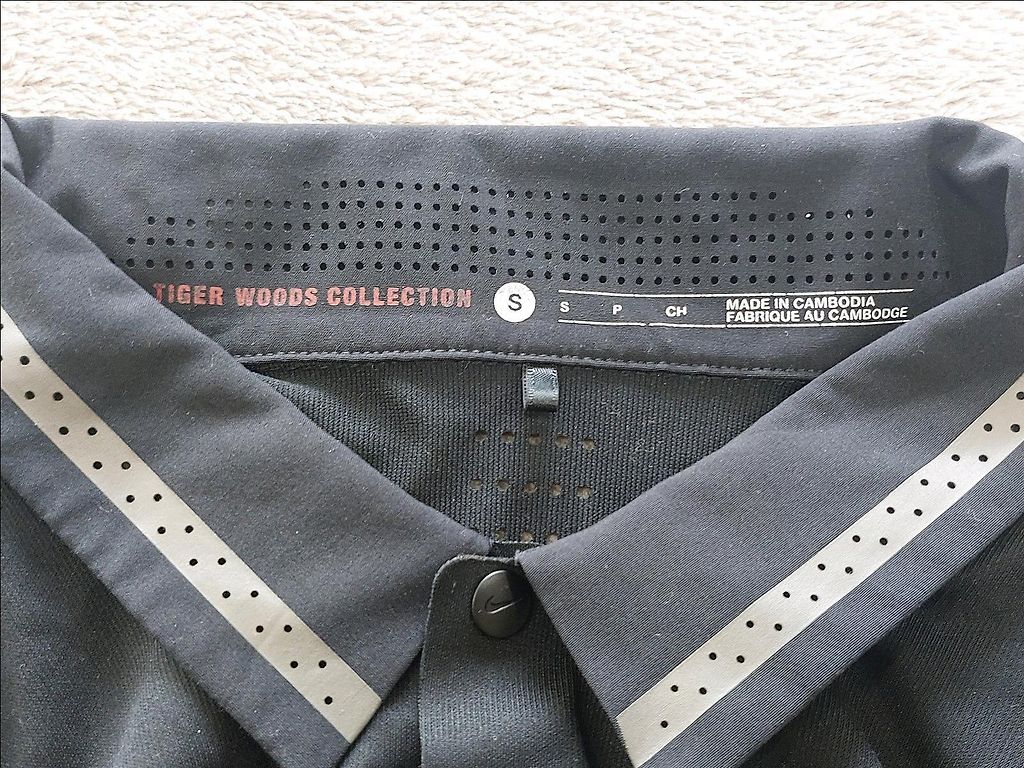 TIGER WOODS COLLECTION S S P CH MADE IN CAMBODIA
FABRIQUE AU CAMBODGE